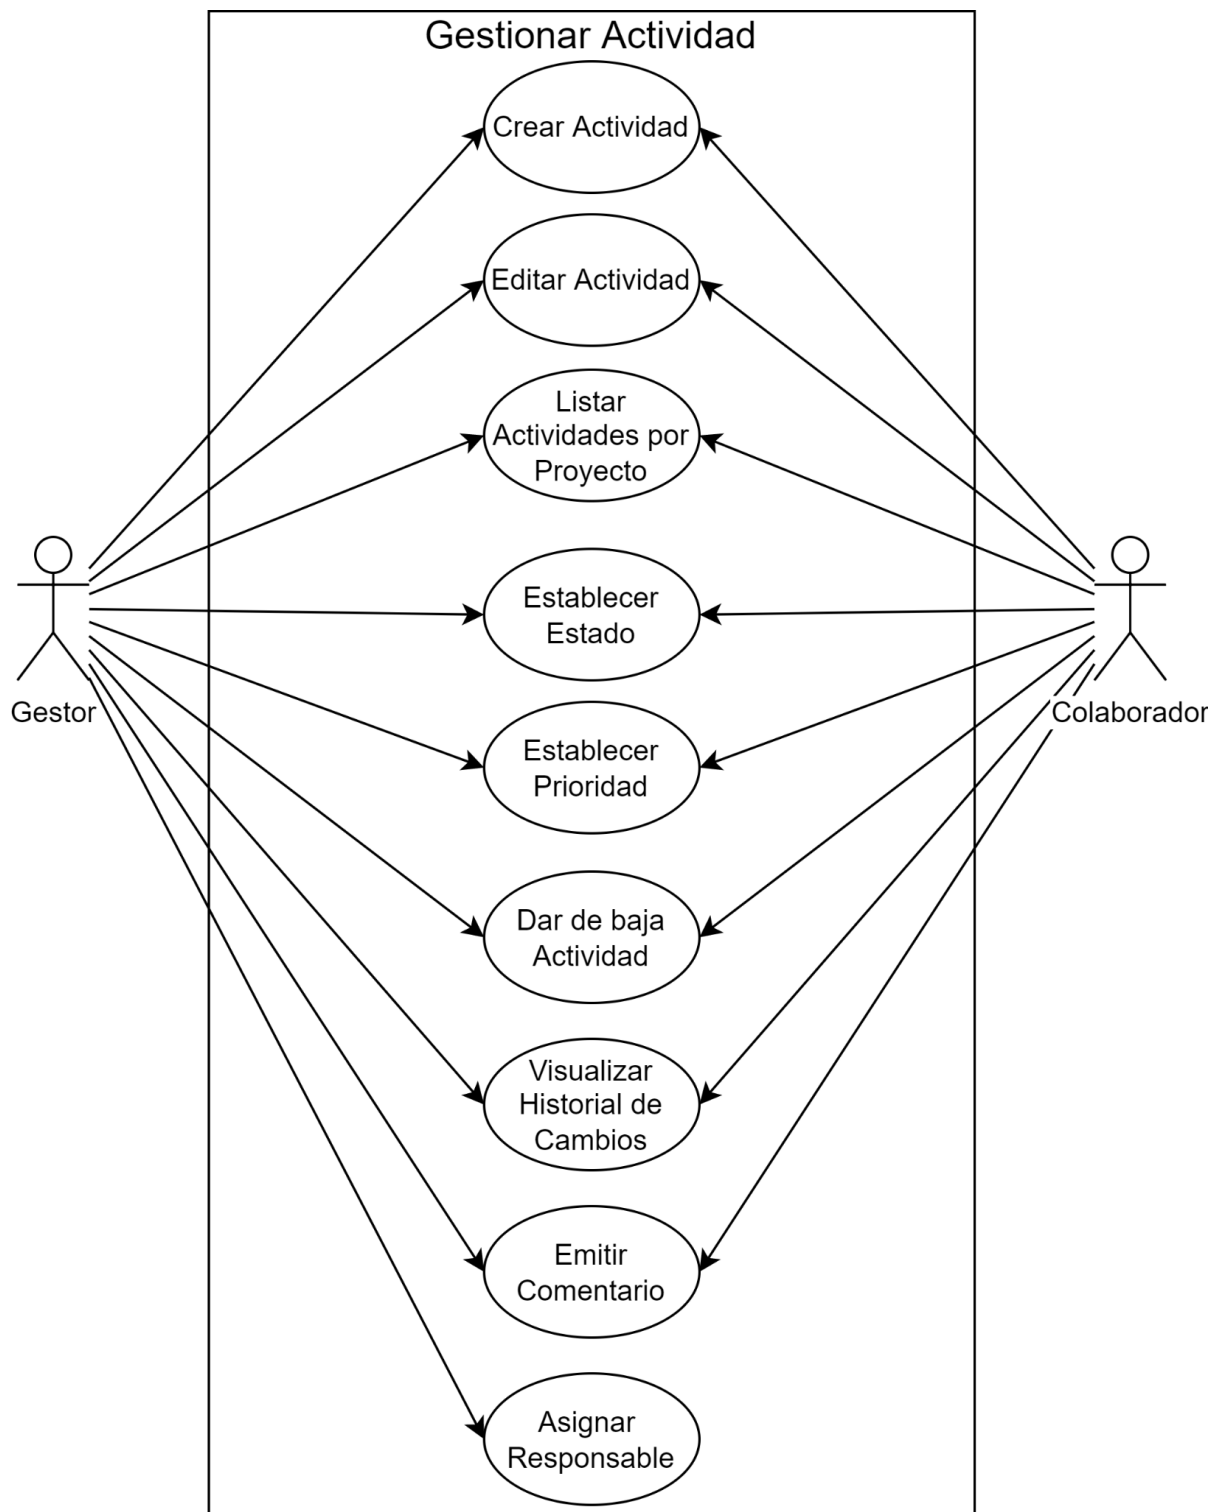 Gestionar Actividad
Crear Actividad
Editar Actividad
Listar
Actividades por
Proyecto
Establecer
Estado
Gestor
Colaborador
Establecer
Prioridad
Dar de baja
Actividad
Visualizar
Historial de
Cambios
Emitir
Comentario
Asignar
Responsable